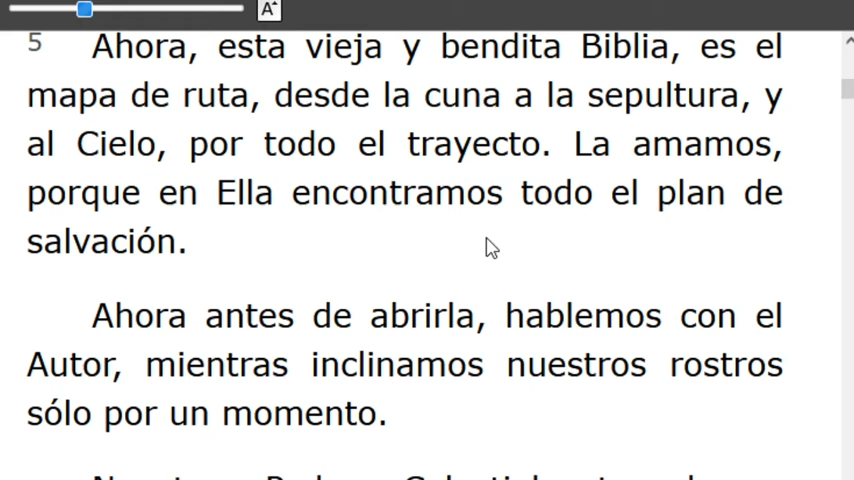 A
5 Ahora, esta vieja y bendita Biblia, es el
mapa de ruta, desde la cuna a la sepultura, y
al Cielo, por todo el trayecto. La amamos,
porque en Ella encontramos todo el plan de
salvación.
Ahora antes de abrirla, hablemos con el
Autor, mientras inclinamos nuestros rostros
sólo por un momento.